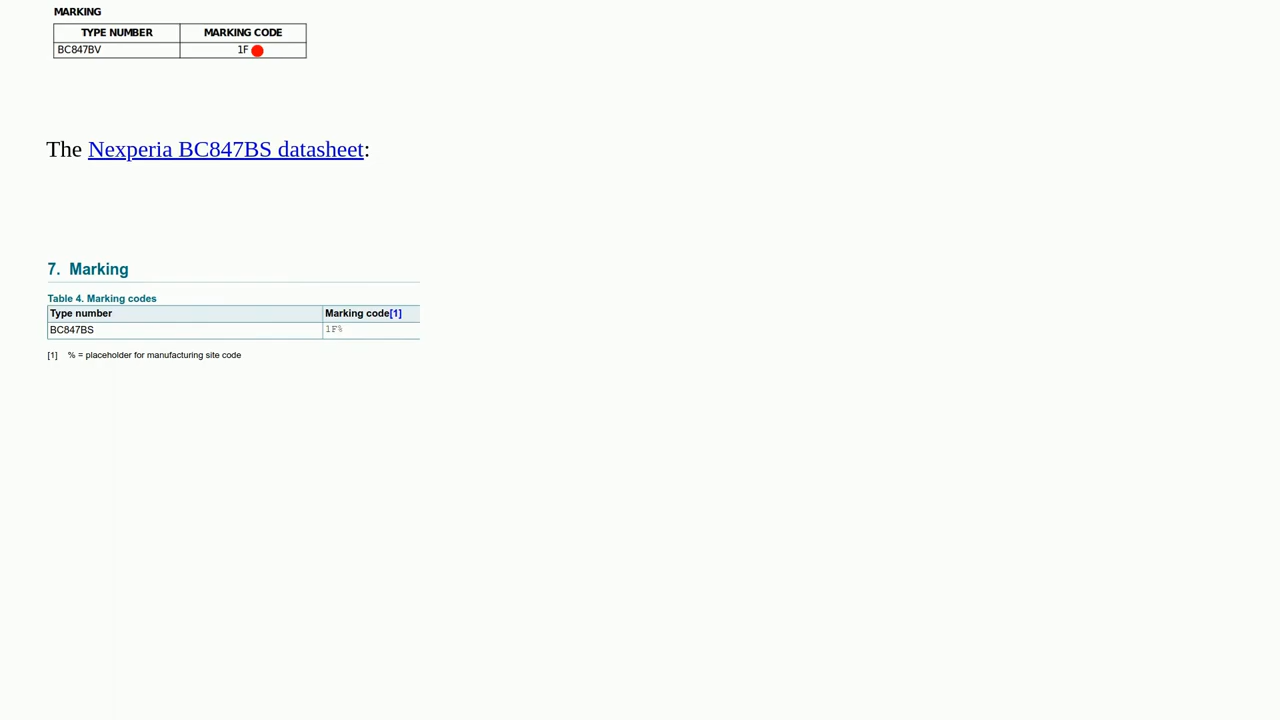 MARKING
TYPE NUMBER MARKING CODE
BC847BV 1F
The Nexperia BC847BS datasheet:
7. Marking
Table 4. Marking codes
Type number Marking code[1]
BC847BS 1F%
[1] % = placeholder for manufacturing site code